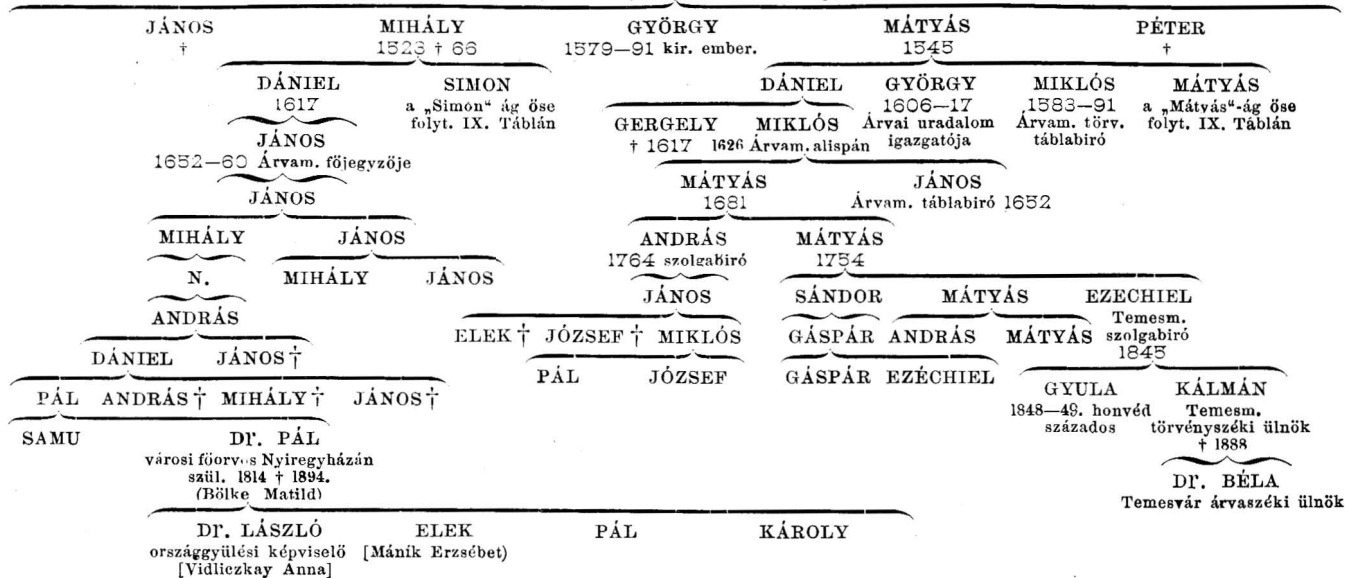 JÁNOS MIHÁLY GYÖRGY MÁTYÁS PÉTER
† 1523 † 66 1579—91 kir. ember. 1545 †
DÁNIEL SIMON DÁNIEL GYÖRGY MIKLÓS MÁTYÁS
1617 a „Simon“ ág őse 1606—17 1583—91 a „Mátyás“-ág őse
folyt. IX. Táblán GERGELY MIKLÓS Árvai uradalom Árvam. törv. folyt. IX. Táblán
JÁNOS † 1617 1626 Árvam. alispán igazgatója táblabiró
1652—60 Árvam. főjegyzője
MÁTYÁS JÁNOS
JÁNOS 1681 Árvam. táblabiró 1652
MIHÁLY JÁNOS ANDRÁS MÁTYÁS
1764 szolgabiró 1754
N. MIHÁLY JÁNOS
JÁNOS SÁNDOR MÁTYÁS EZECHIEL
ANDRÁS Temesm.
ELEK † JÓZSEF † MIKLÓS GÁSPÁR ANDRÁS MÁTYÁS szolgabiró
DÁNIEL JÁNOS † 1845
PÁL JÓZSEF GÁSPÁR EZÉCHIEL
PÁL ANDRÁS † MIHÁLY † JÁNOS † GYULA KÁLMÁN
1848—49. honvéd Temesm.
százados törvényszéki ülnök
SAMU Dr. PÁL † 1888
városi főorvos Nyiregyházán
szül. 1814 † 1894. Dr. BÉLA
(Bölke Matild) Temesvár árvaszéki ülnök
Dr. LÁSZLÓ ELEK PÁL KÁROLY
országgyülési képviselő [Mánik Erzsébet)
[Vidliczkay Anna]